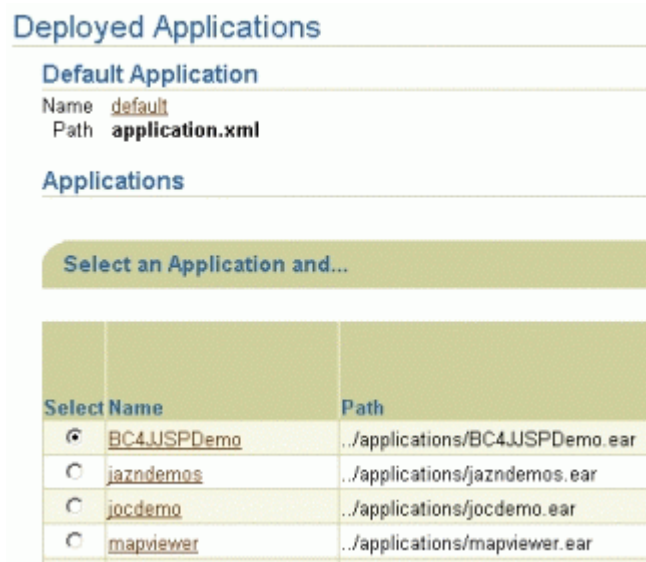 Deployed Applications
Default Application
Name default
Path application.xml
Applications
Select an Application and...
Select Name Path
BC4JJSPDemo ../applications/BC4JJSPDemo.ear
jazndemos ../applications/jazndemos.ear
jocdemo ../applications/jocdemo.ear
mapviewer ../applications/mapviewer.ear